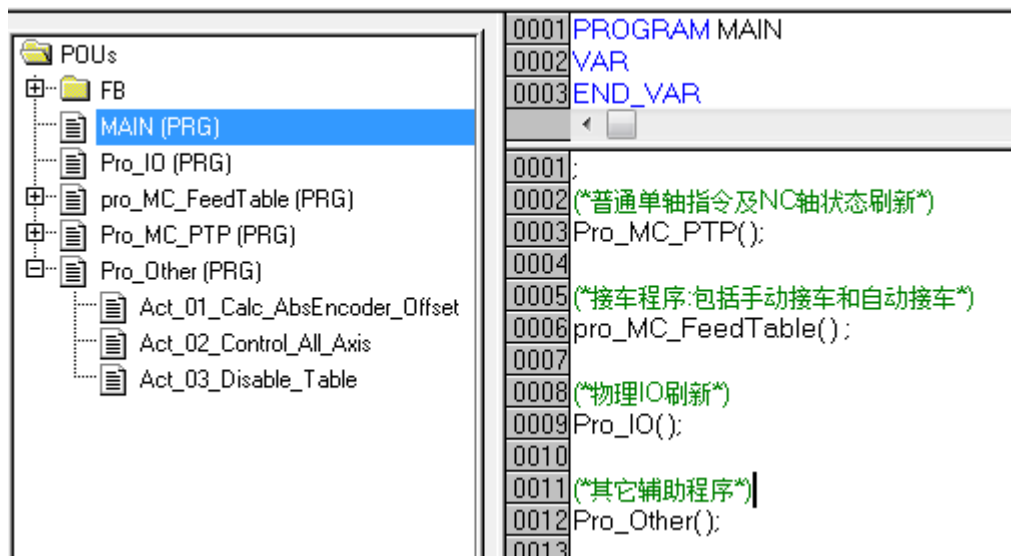 POUs
FB
MAIN (PRG)
Pro_IO (PRG)
pro_MC_FeedTable (PRG)
Pro_MC_PTP (PRG)
Pro_Other (PRG)
Act_01_Calc_AbsEncoder_Offset
Act_02_Control_All_Axis
Act_03_Disable_Table
0001 PROGRAM MAIN
0002 VAR
0003 END_VAR
0001 ;
0002 (*普通单轴指令及NC轴状态刷新*)
0003 Pro_MC_PTP();
0004
0005 (*接车程序:包括手动接车和自动接车*)
0006 pro_MC_FeedTable();
0007
0008 (*物理IO刷新*)
0009 Pro_IO();
0010
0011 (*其它辅助程序*)
0012 Pro_Other();
0013